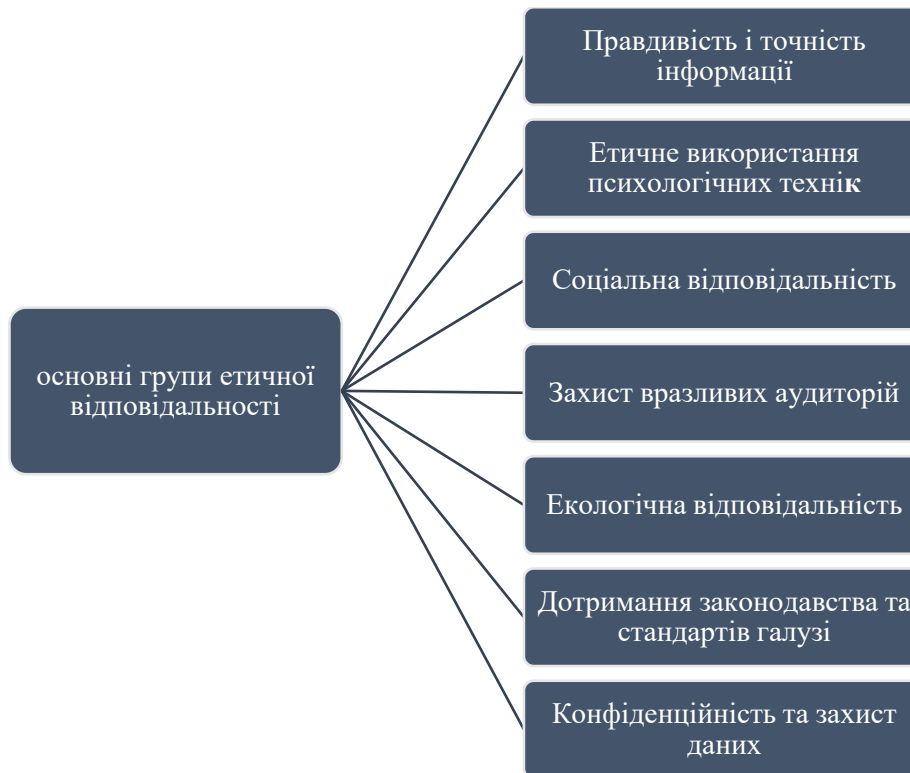 основні групи етичної
відповідальності
Правдивість і точність
інформації
Етичне використання
психологічних технік
Соціальна відповідальність
Захист вразливих аудиторій
Екологічна відповідальність
Дотримання законодавства та
стандартів галузі
Конфіденційність та захист
даних